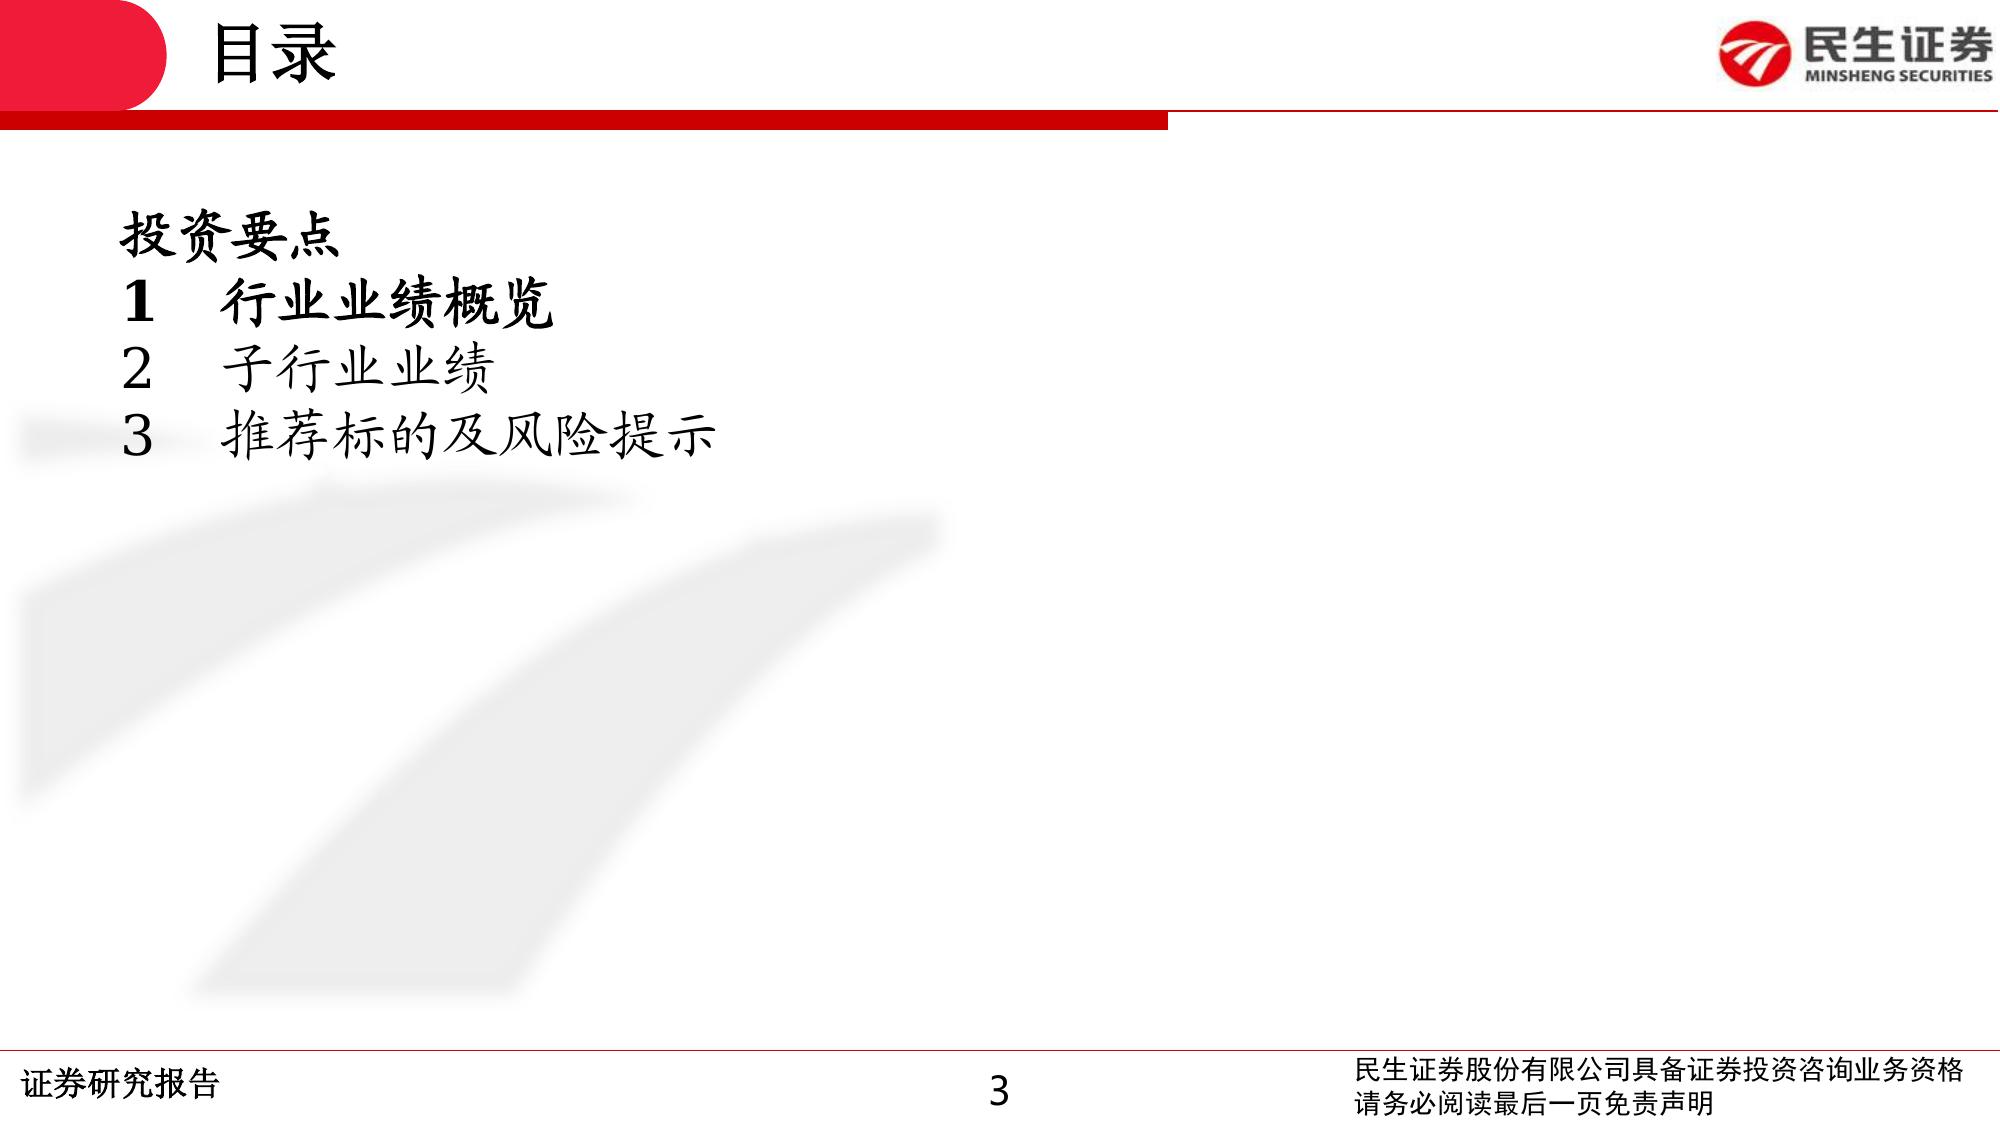 目录
民生证券
MINSHENG SECURITIES
投资要点
1 行业业绩概览
2 子行业业绩
3 推荐标的及风险提示
证券研究报告
3
民生证券股份有限公司具备证券投资咨询业务资格
请务必阅读最后一页免责声明